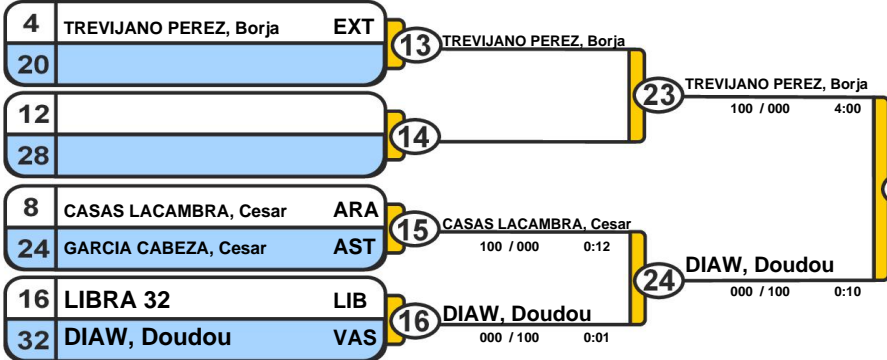 4 TREVIJANO PEREZ, Borja EXT
20
13 TREVIJANO PEREZ, Borja
12
28
14
23 TREVIJANO PEREZ, Borja
100 / 000 4:00
8 CASAS LACAMBRA, Cesar ARA
24 GARCIA CABEZA, Cesar AST
15 CASAS LACAMBRA, Cesar
100 / 000 0:12
16 LIBRA 32 LIB
32 DIAW, Doudou VAS
16 DIAW, Doudou
000 / 100 0:01
24 DIAW, Doudou
000 / 100 0:10